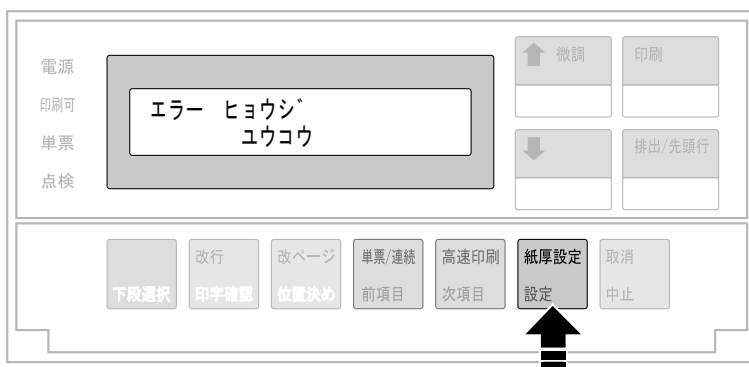 電源
印刷可
単票
点検
エラー ヒョウシ゛
ユウコウ
微調
印刷
排出/先頭行
下段選択
改行
印字確認
改ページ
位置決め
単票/連続
前項目
高速印刷
次項目
紙厚設定
設定
取消
中止